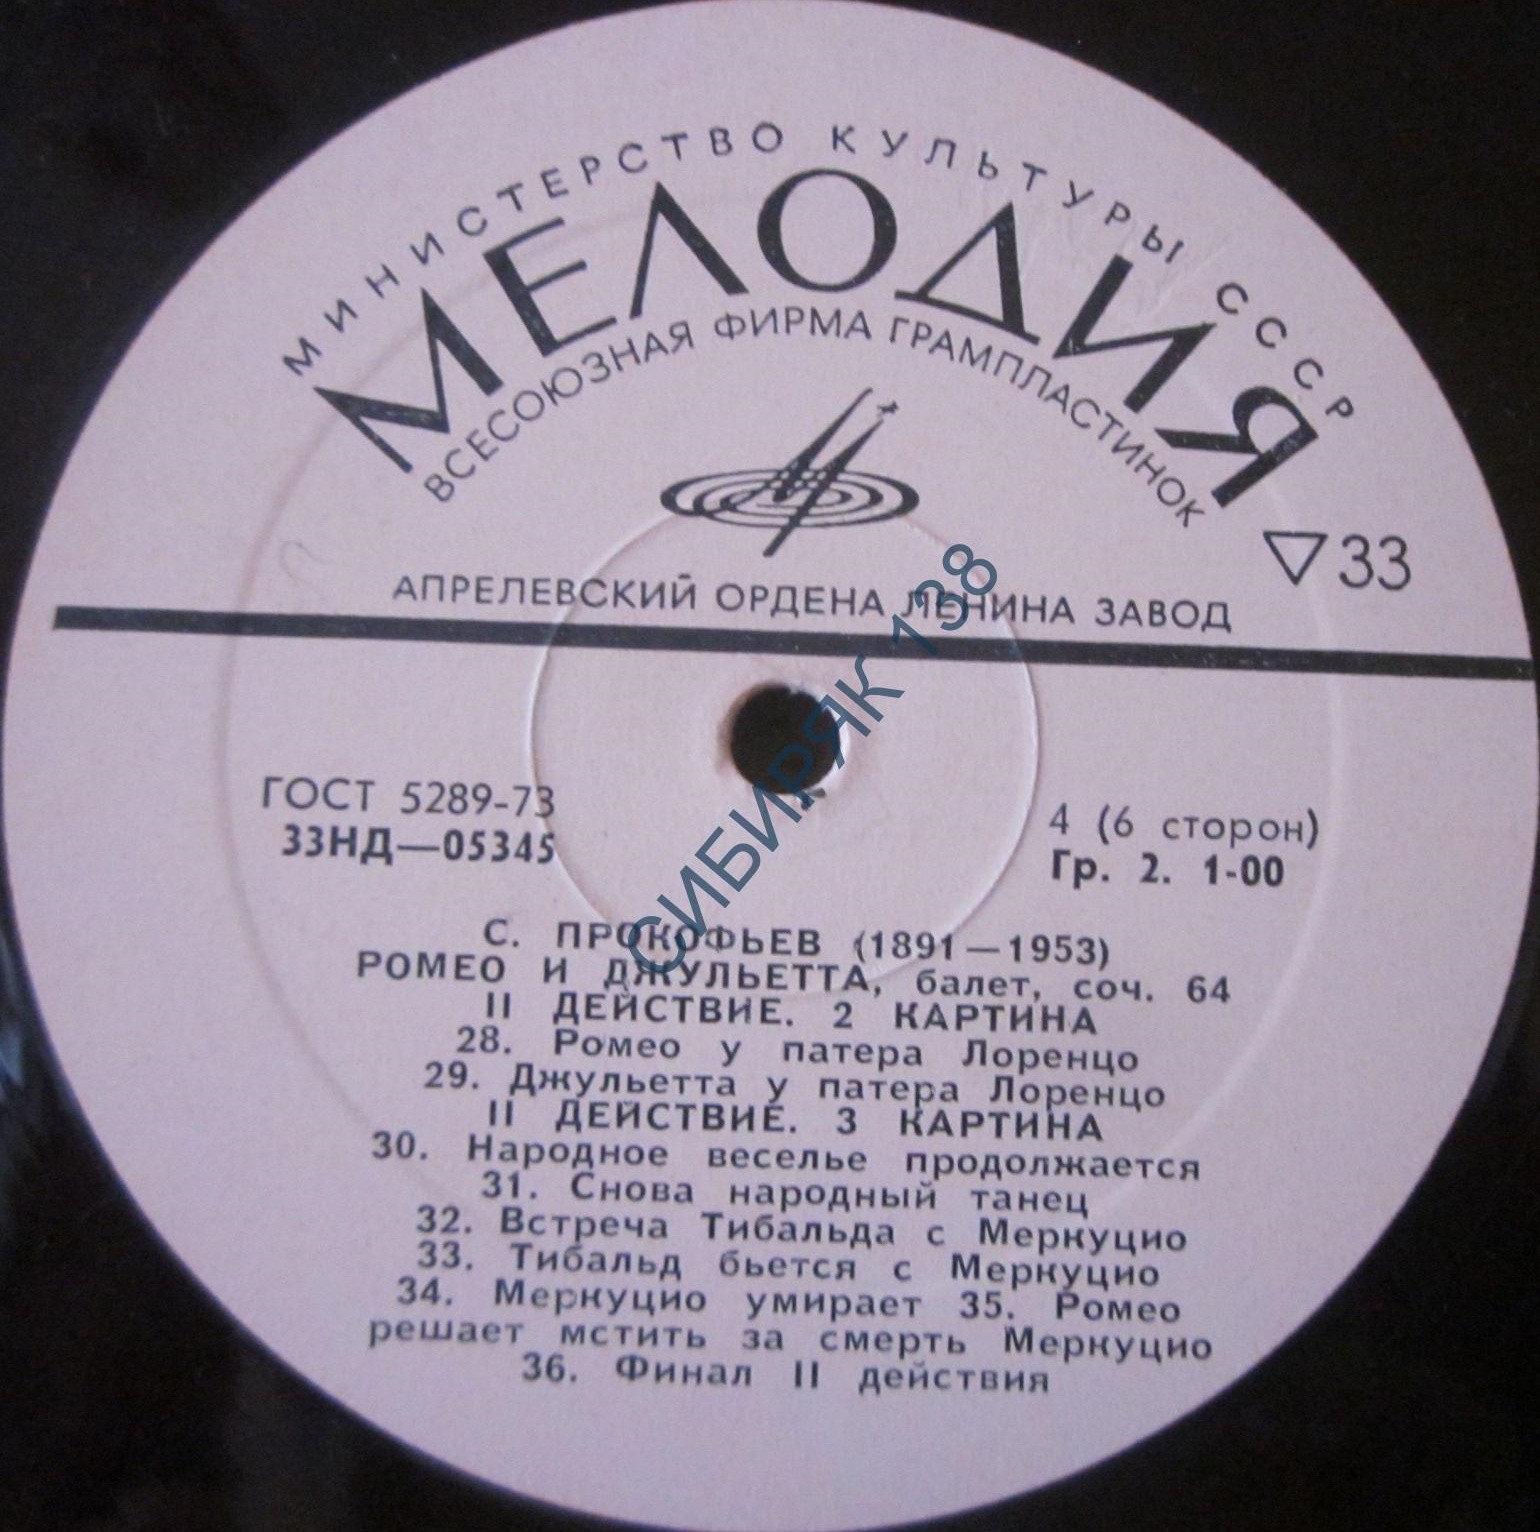 МИНИСТЕРСТВО КУЛЬТУРЫ СССР
МЕЛОДИЯ
ВСЕСОЮЗНАЯ ФИРМА ГРАМПЛАСТИНОК
33
АПРЕЛЕВСКИЙ ОРДЕНА ЛЕНИНА ЗАВОД
СИБИРЯК 138
ГОСТ 5289-73
33НД—05345
4 (6 сторон)
Гр. 2. 1-00
С. ПРОКОФЬЕВ (1891—1953)
РОМЕО И ДЖУЛЬЕТТА, балет, соч. 64
II ДЕЙСТВИЕ. 2 КАРТИНА
28. Ромео у патера Лоренцо
29. Джульетта у патера Лоренцо
II ДЕЙСТВИЕ. 3 КАРТИНА
30. Народное веселье продолжается
31. Снова народный танец
32. Встреча Тибальда с Меркуцио
33. Тибальд бьется с Меркуцио
34. Меркуцио умирает 35. Ромео
решает мстить за смерть Меркуцио
36. Финал II действия